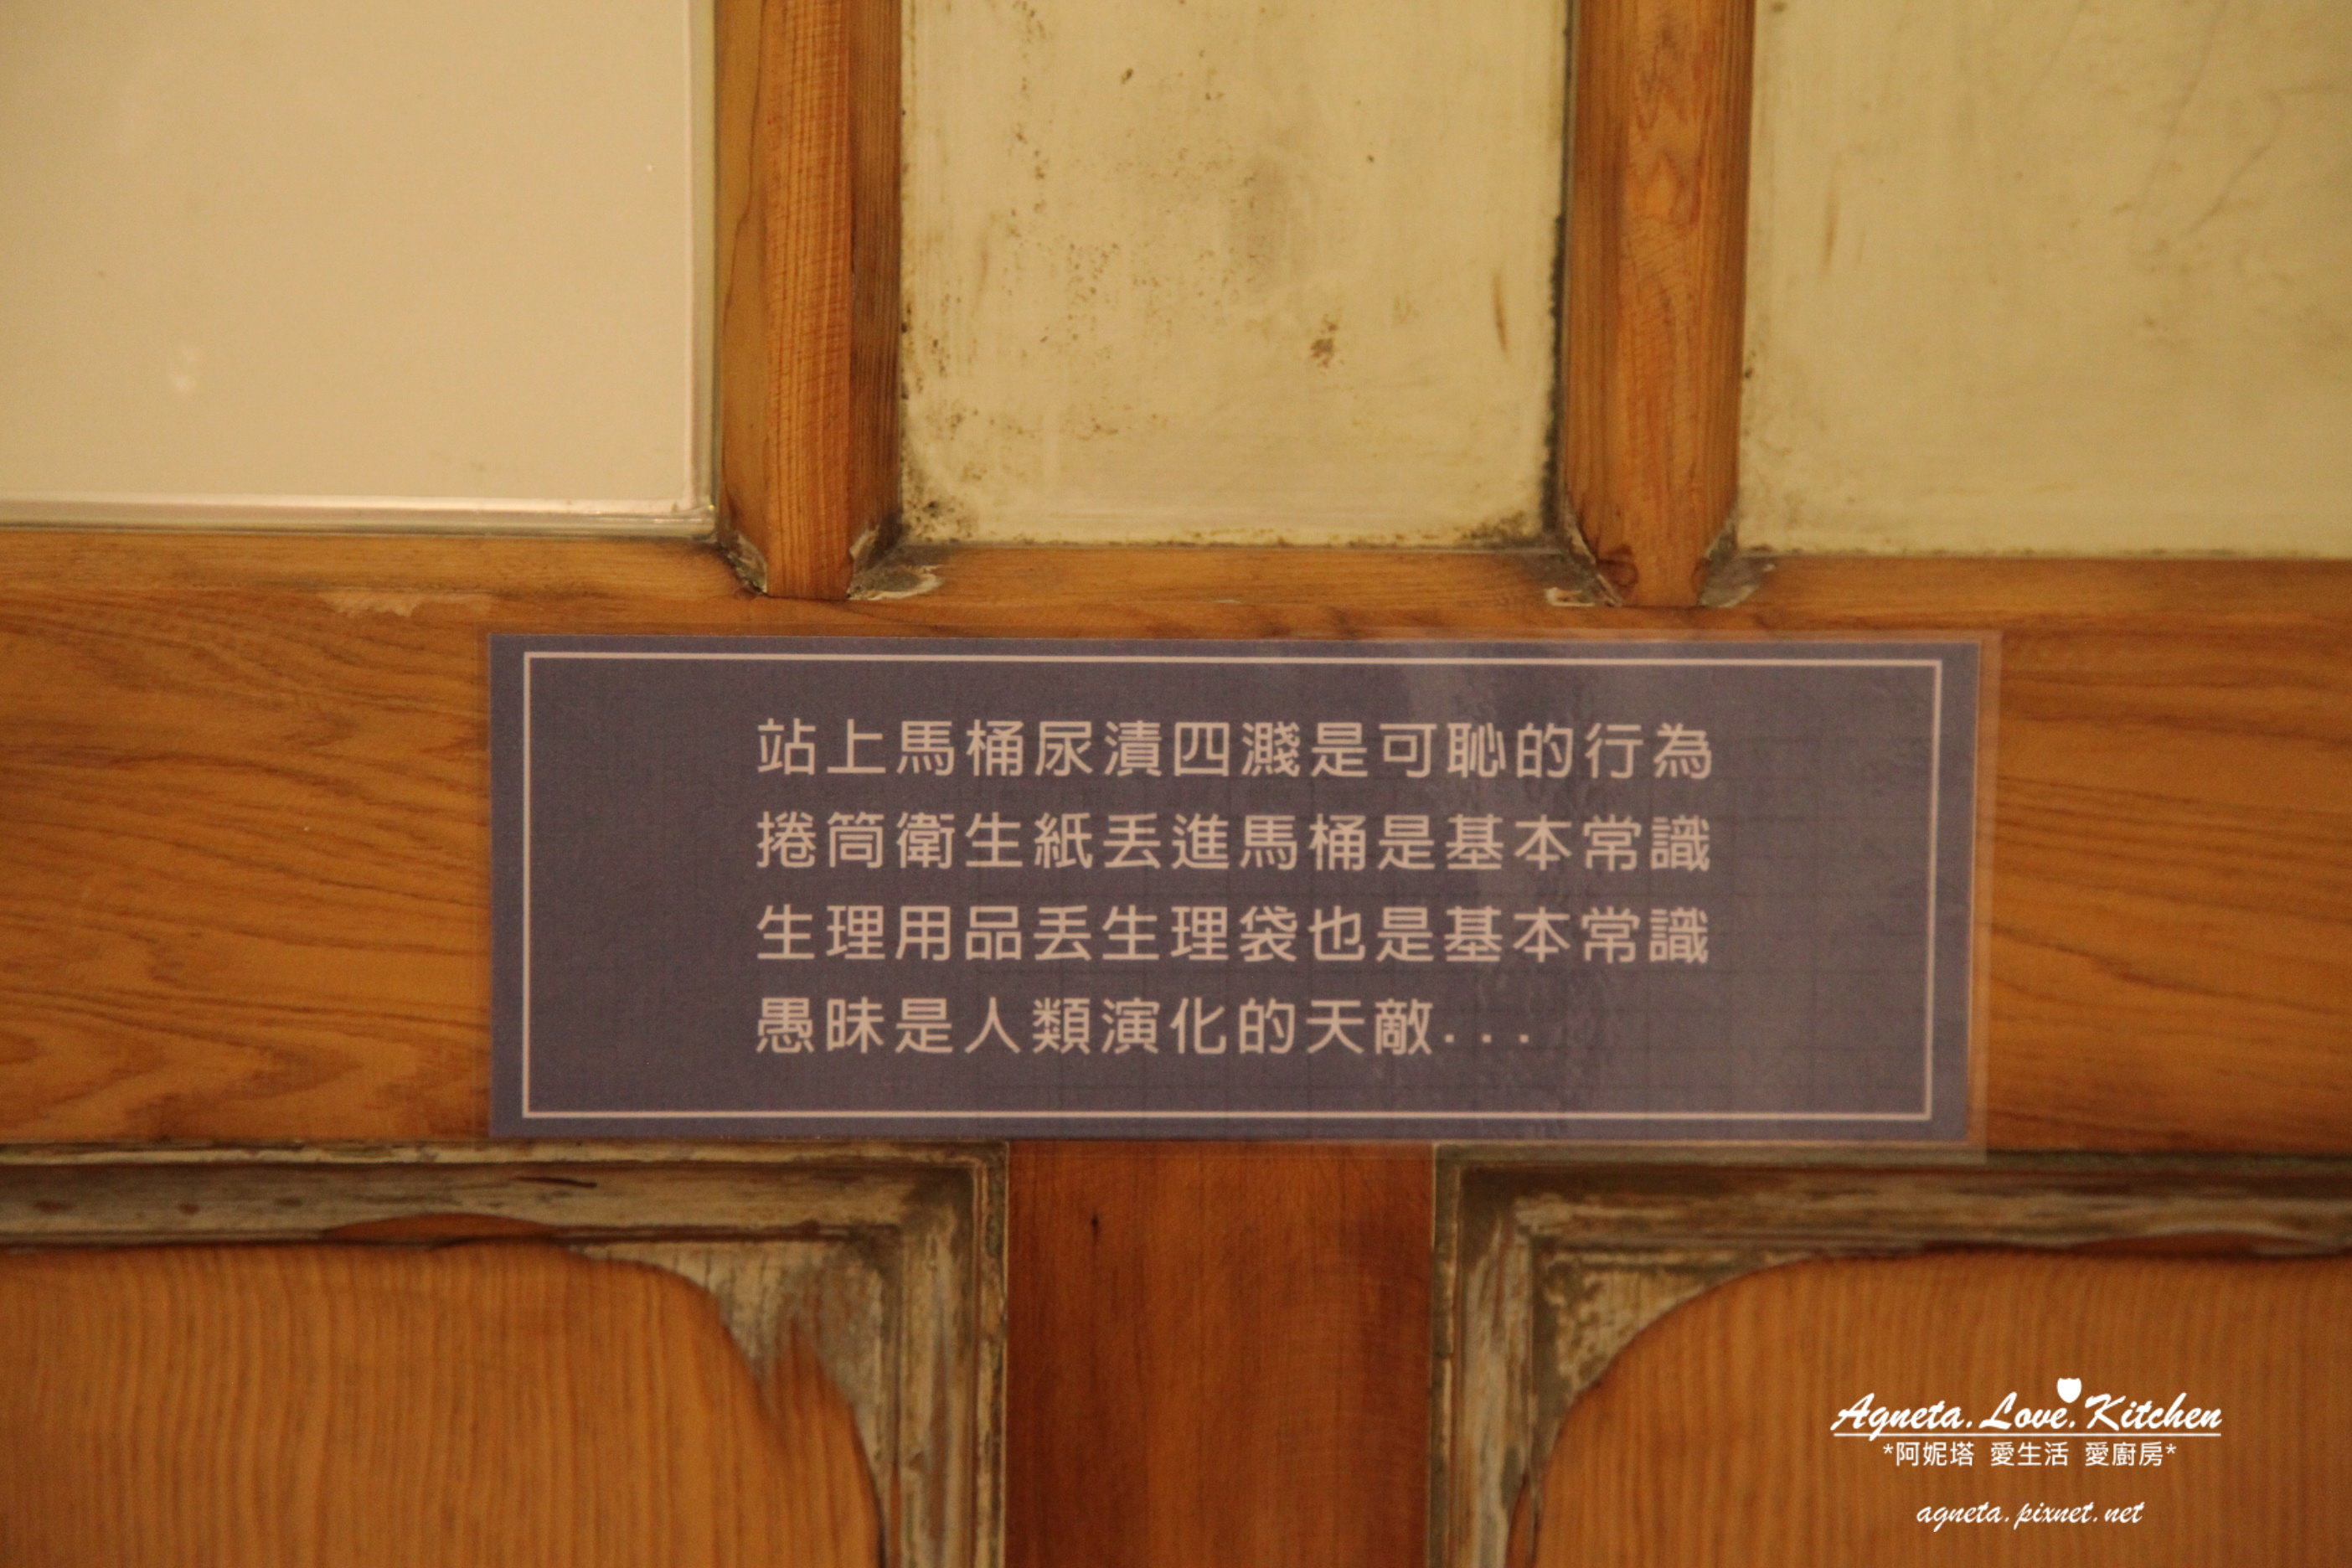 站上馬桶尿漬四濺是可恥的行為
捲筒衛生紙丟進馬桶是基本常識
生理用品丟生理袋也是基本常識
愚昧是人類演化的天敵...
Agneta.Love.Kitchen
*阿妮塔 愛生活 愛廚房*
agneta.pixnet.net